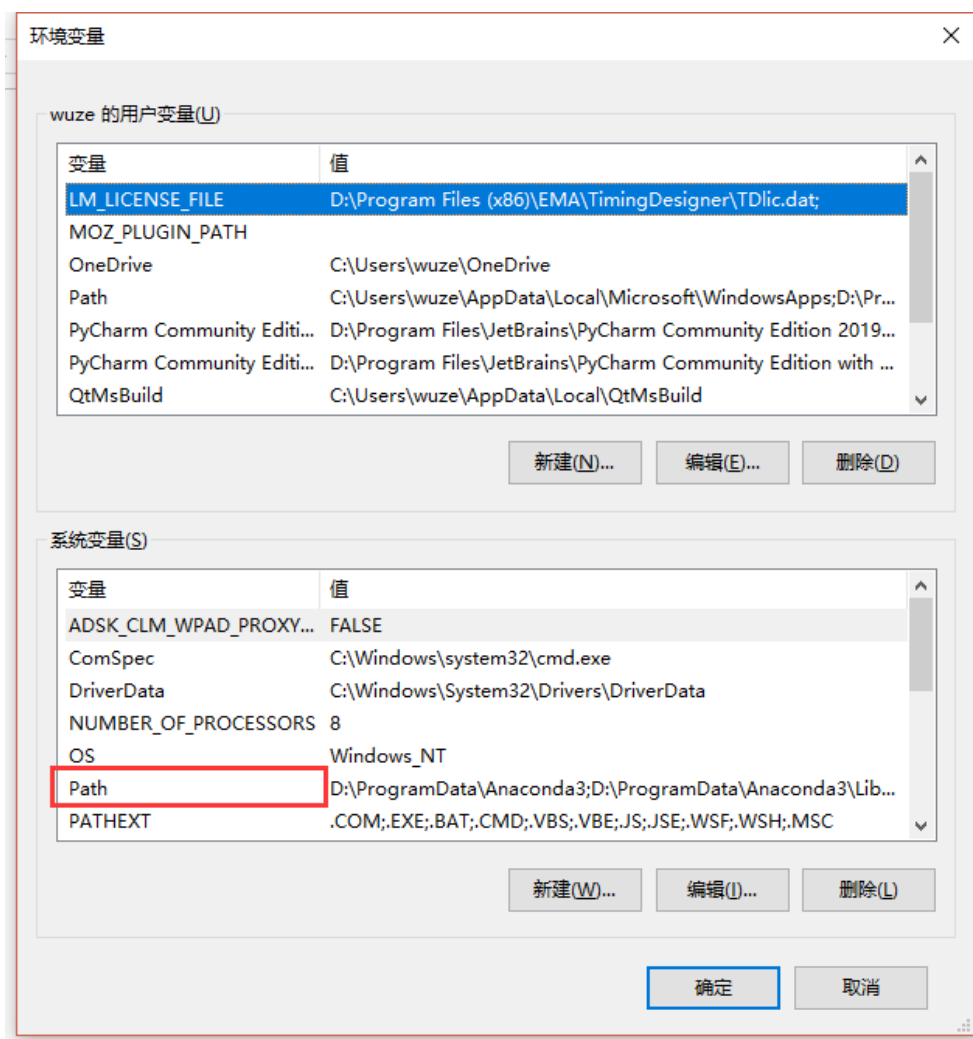 环境变量
wuze 的用户变量(U)
变量 值
LM_LICENSE_FILE D:\Program Files (x86)\EMA\TimingDesigner\TDlic.dat;
MOZ_PLUGIN_PATH
OneDrive C:\Users\wuze\OneDrive
Path C:\Users\wuze\AppData\Local\Microsoft\WindowsApps;D:\Pr...
PyCharm Community Editi... D:\Program Files\JetBrains\PyCharm Community Edition 2019...
PyCharm Community Editi... D:\Program Files\JetBrains\PyCharm Community Edition with ...
QtMsBuild C:\Users\wuze\AppData\Local\QtMsBuild
新建(N)... 编辑(E)... 删除(D)
系统变量(S)
变量 值
ADSK_CLM_WPAD_PROXY... FALSE
ComSpec C:\Windows\system32\cmd.exe
DriverData C:\Windows\System32\Drivers\DriverData
NUMBER_OF_PROCESSORS 8
OS Windows_NT
Path D:\ProgramData\Anaconda3;D:\ProgramData\Anaconda3\Lib...
PATHEXT .COM;.EXE;.BAT;.CMD;.VBS;.VBE;.JS;.JSE;.WSF;.WSH;.MSC
新建(W)... 编辑(I)... 删除(L)
确定 取消